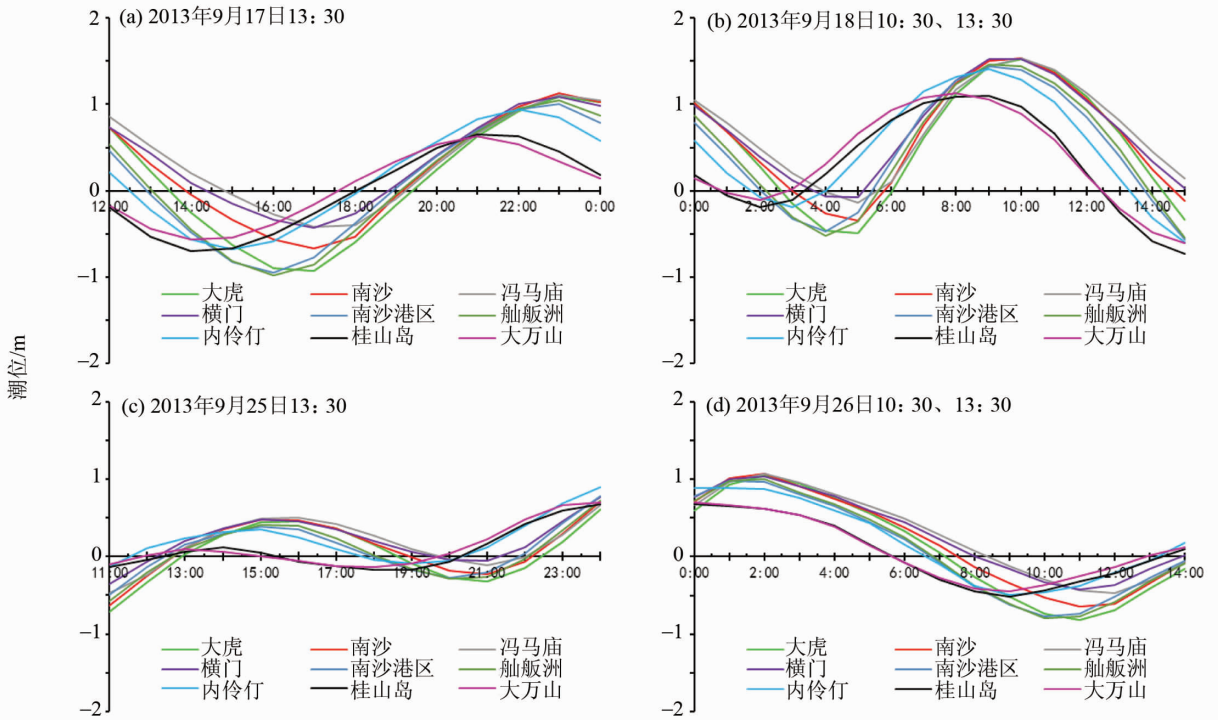 潮位/m
(a) 2013年9月17日13: 30
2
1
0
−1
−2
12:00 14:00 16:00 18:00 20:00 22:00 0:00
大虎 南沙 冯马庙
横门 南沙港区 舢舨洲
内伶仃 桂山岛 大万山
(b) 2013年9月18日10: 30、13: 30
2
1
0
−1
−2
0:00 2:00 4:00 6:00 8:00 10:00 12:00 14:00
大虎 南沙 冯马庙
横门 南沙港区 舢舨洲
内伶仃 桂山岛 大万山
(c) 2013年9月25日13: 30
2
1
0
−1
−2
11:00 13:00 15:00 17:00 19:00 21:00 23:00
大虎 南沙 冯马庙
横门 南沙港区 舢舨洲
内伶仃 桂山岛 大万山
(d) 2013年9月26日10: 30、13: 30
2
1
0
−1
−2
0:00 2:00 4:00 6:00 8:00 10:00 12:00 14:00
大虎 南沙 冯马庙
横门 南沙港区 舢舨洲
内伶仃 桂山岛 大万山